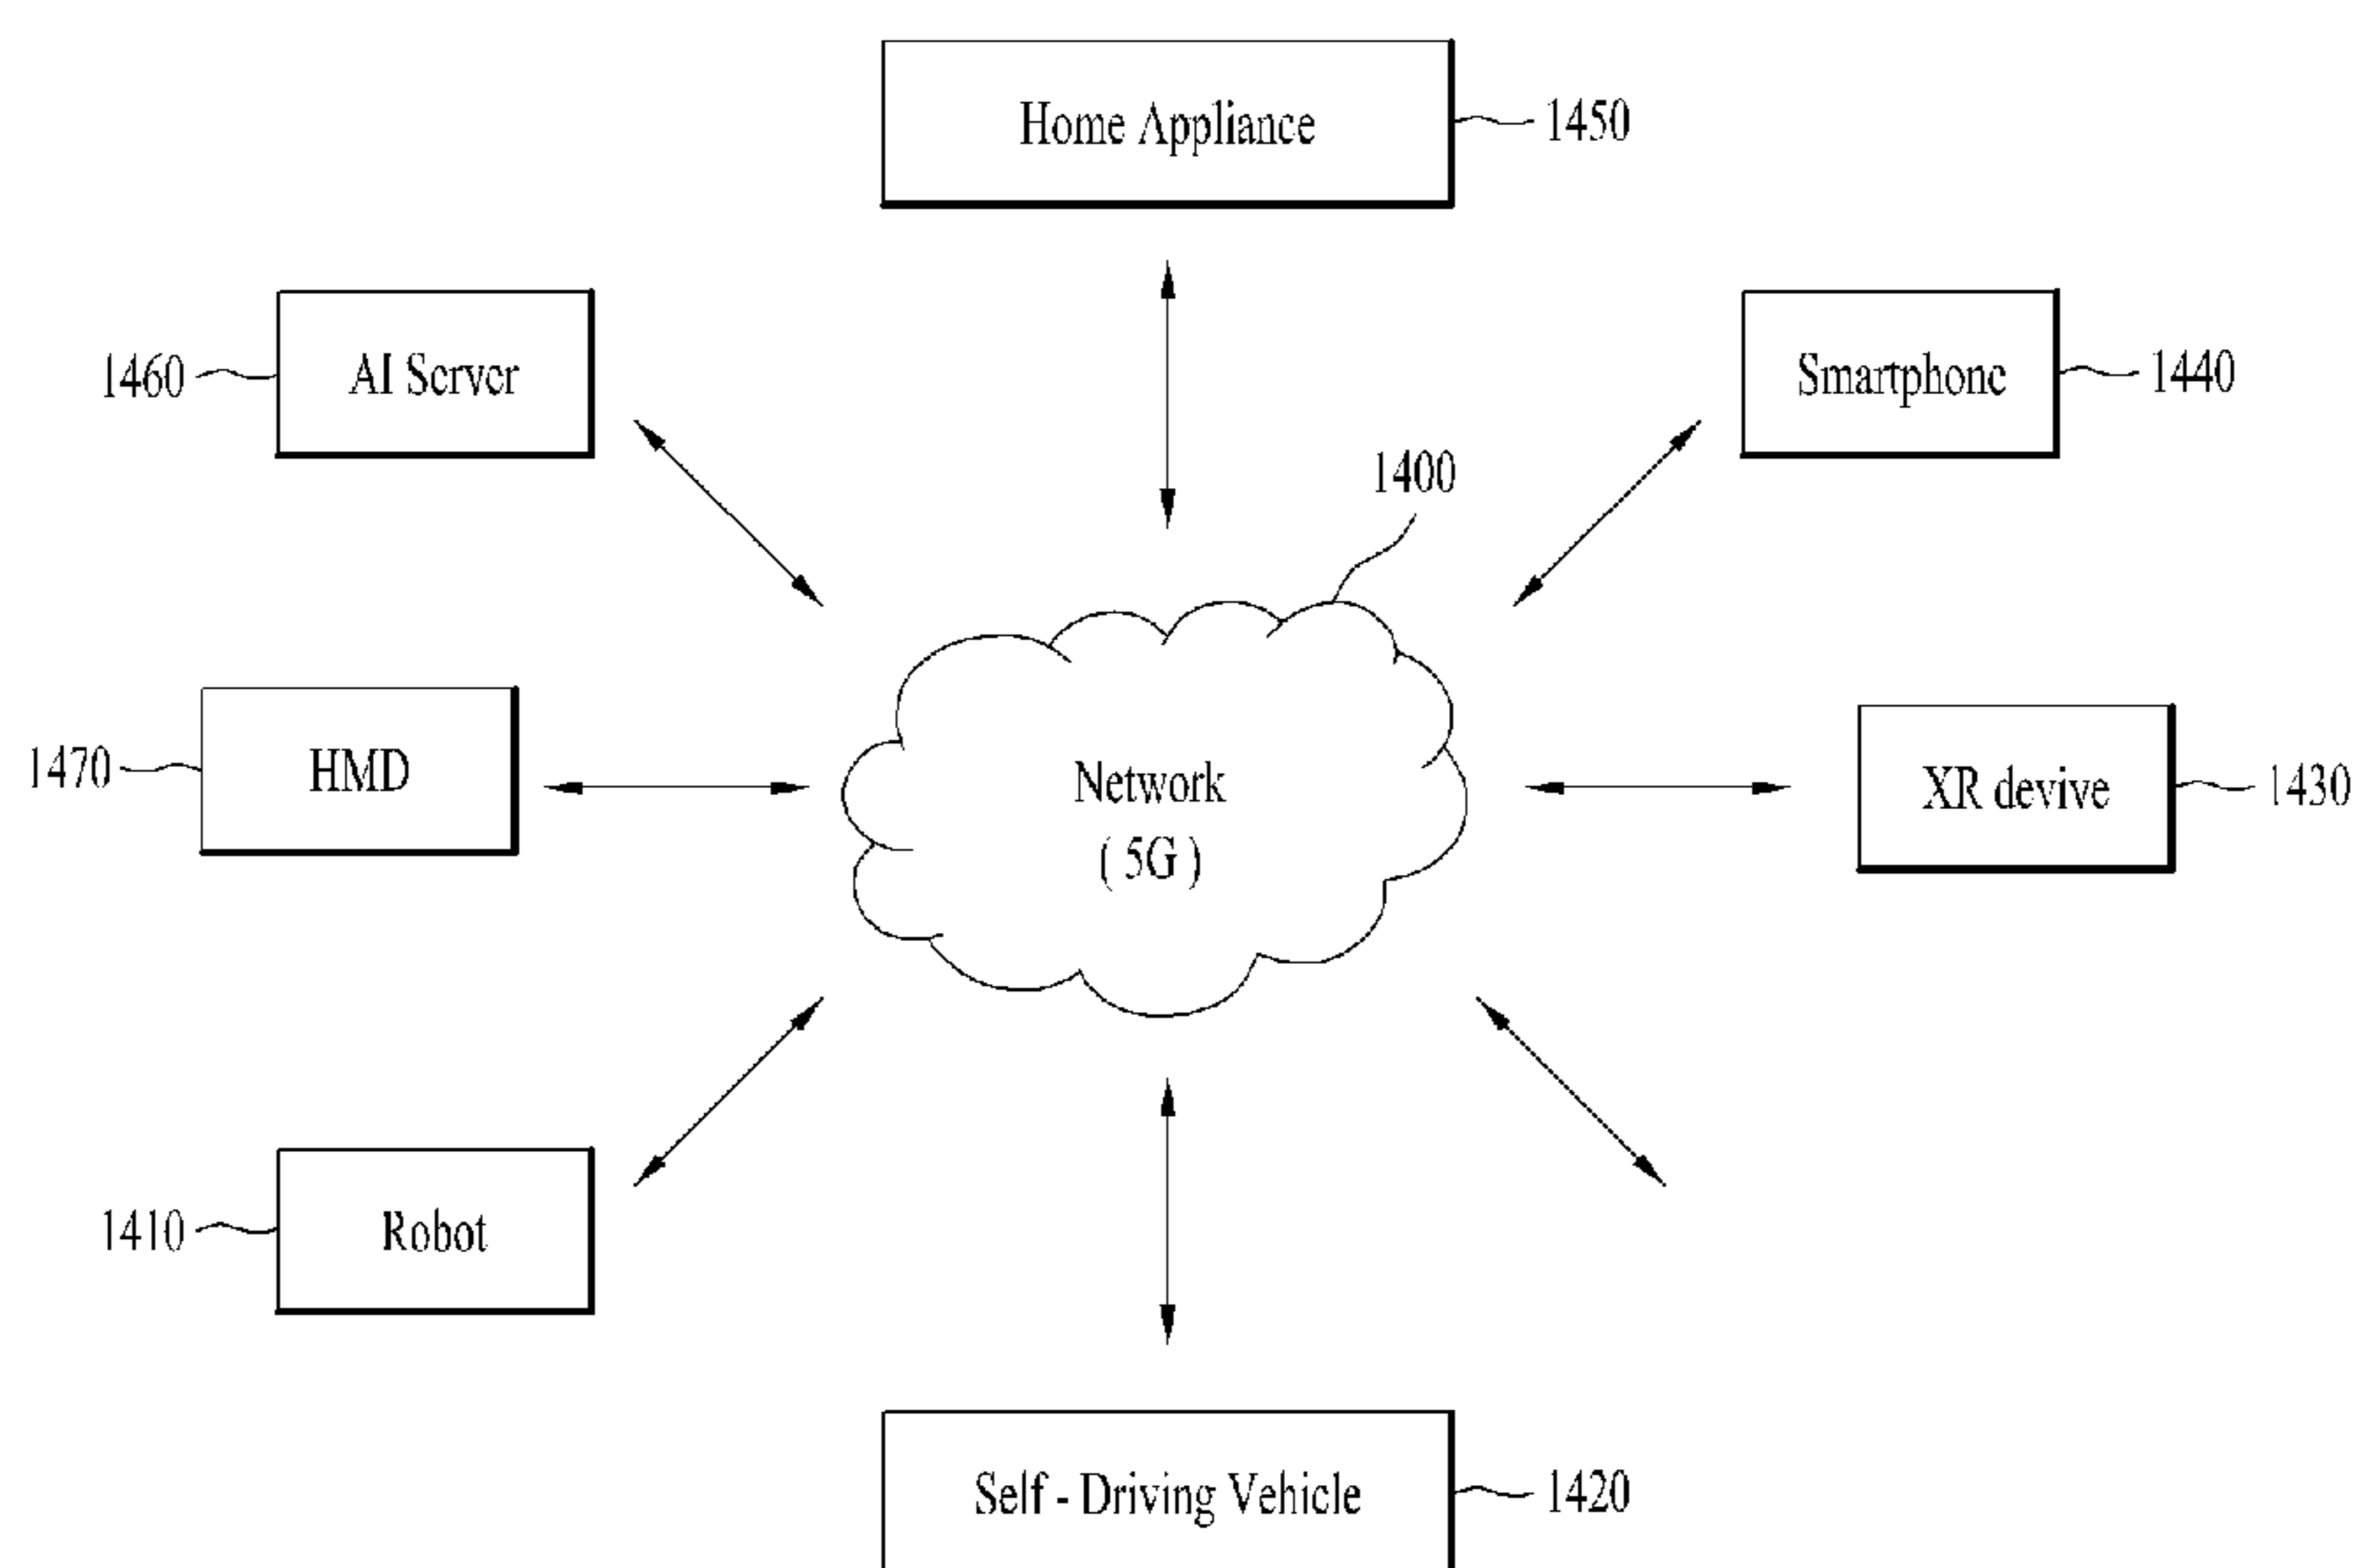 Home Appliance
1450
1460
AI Server
Smartphone
1440
1400
1470
HMD
Network
( 5G )
XR devive
1430
1410
Robot
Self - Driving Vehicle
1420